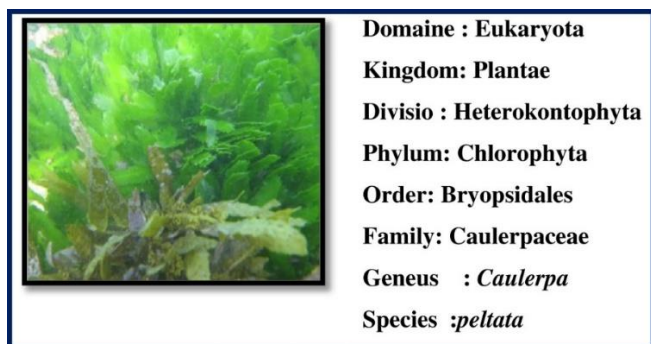 Domaine : Eukaryota
Kingdom: Plantae
Divisio : Heterokontophyta
Phylum: Chlorophyta
Order: Bryopsidales
Family: Caulerpaceae
Geneus : Caulerpa
Species :peltata